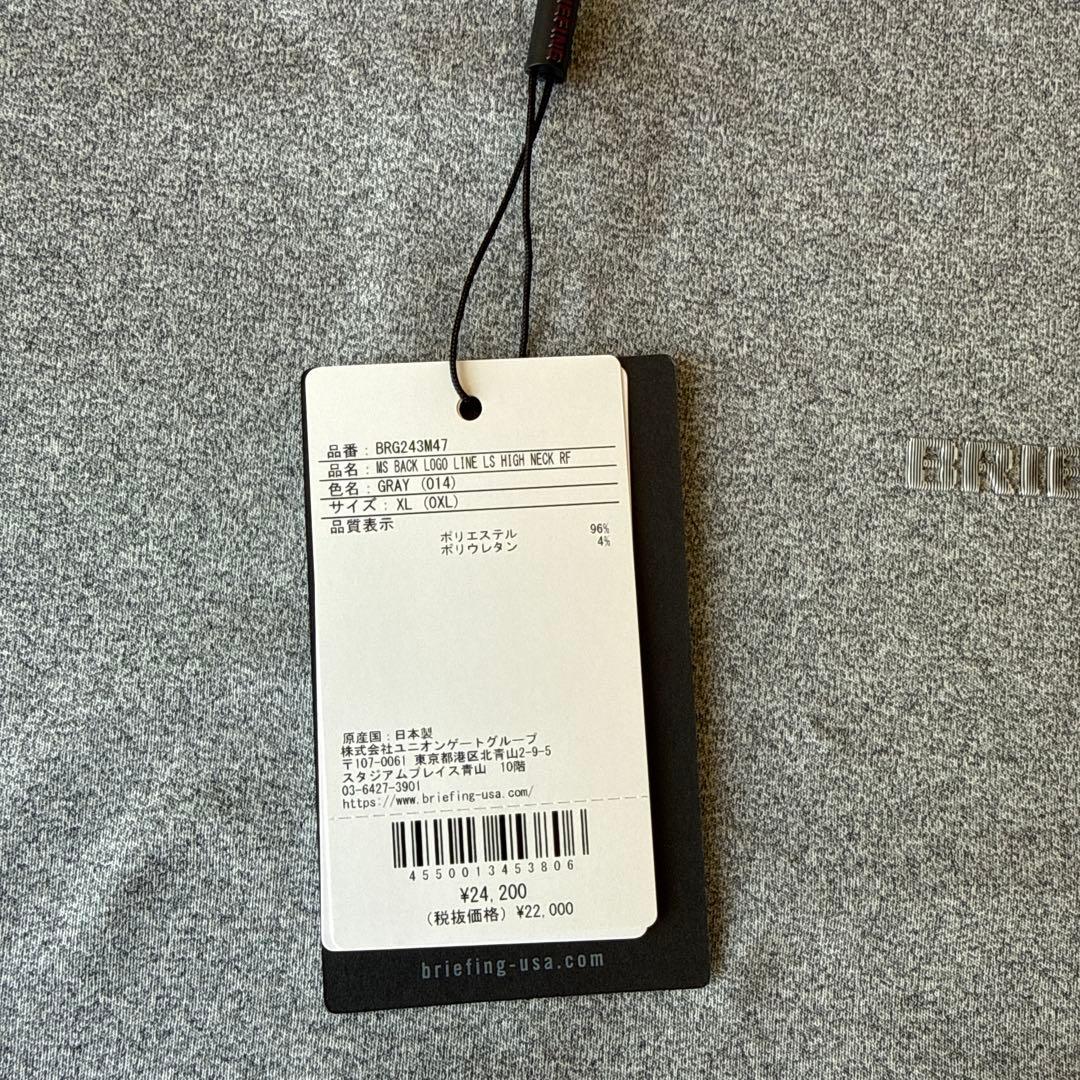 品番：BRG243M47
品名：MS BACK LOGO LINE LS HIGH NECK RF
色名：GRAY (014)
サイズ：XL (OXL)
品質表示
ポリエステル 96%
ポリウレタン 4%
原産国：日本製
株式会社ユニオンゲートグループ
〒107-0061 東京都港区北青山2-9-5
スタジアムプレイス青山 10階
03-6427-3901
https://www.briefing-usa.com/
4550013453806
¥24,200
(税抜価格) ¥22,000
briefing-usa.com
BRIE